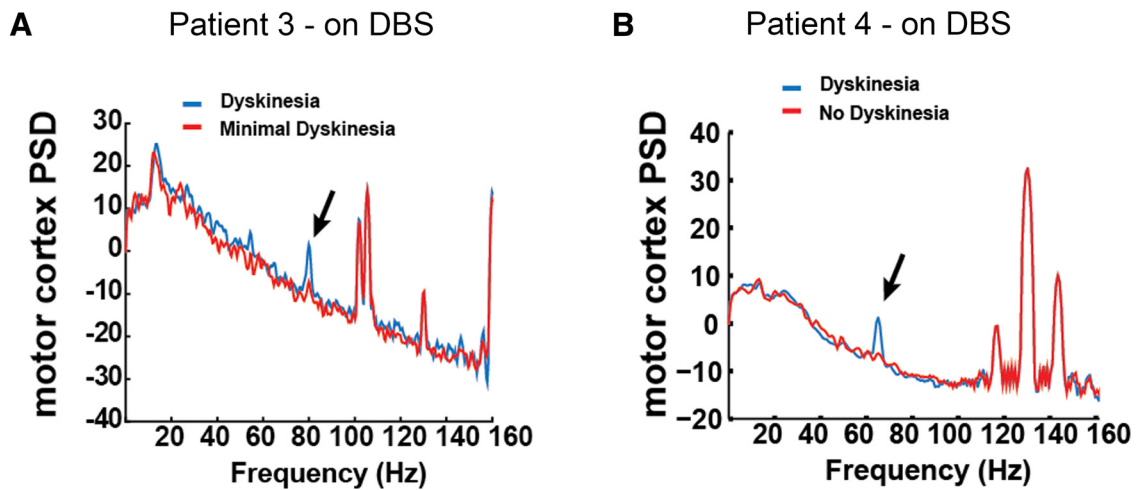 A
Patient 3 - on DBS
Dyskinesia
Minimal Dyskinesia
motor cortex PSD
30
20
10
0
-10
-20
-30
-40
20 40 60 80 100 120 140 160
Frequency (Hz)
B
Patient 4 - on DBS
Dyskinesia
No Dyskinesia
motor cortex PSD
40
30
20
10
0
−10
−20
20 40 60 80 100 120 140 160
Frequency (Hz)